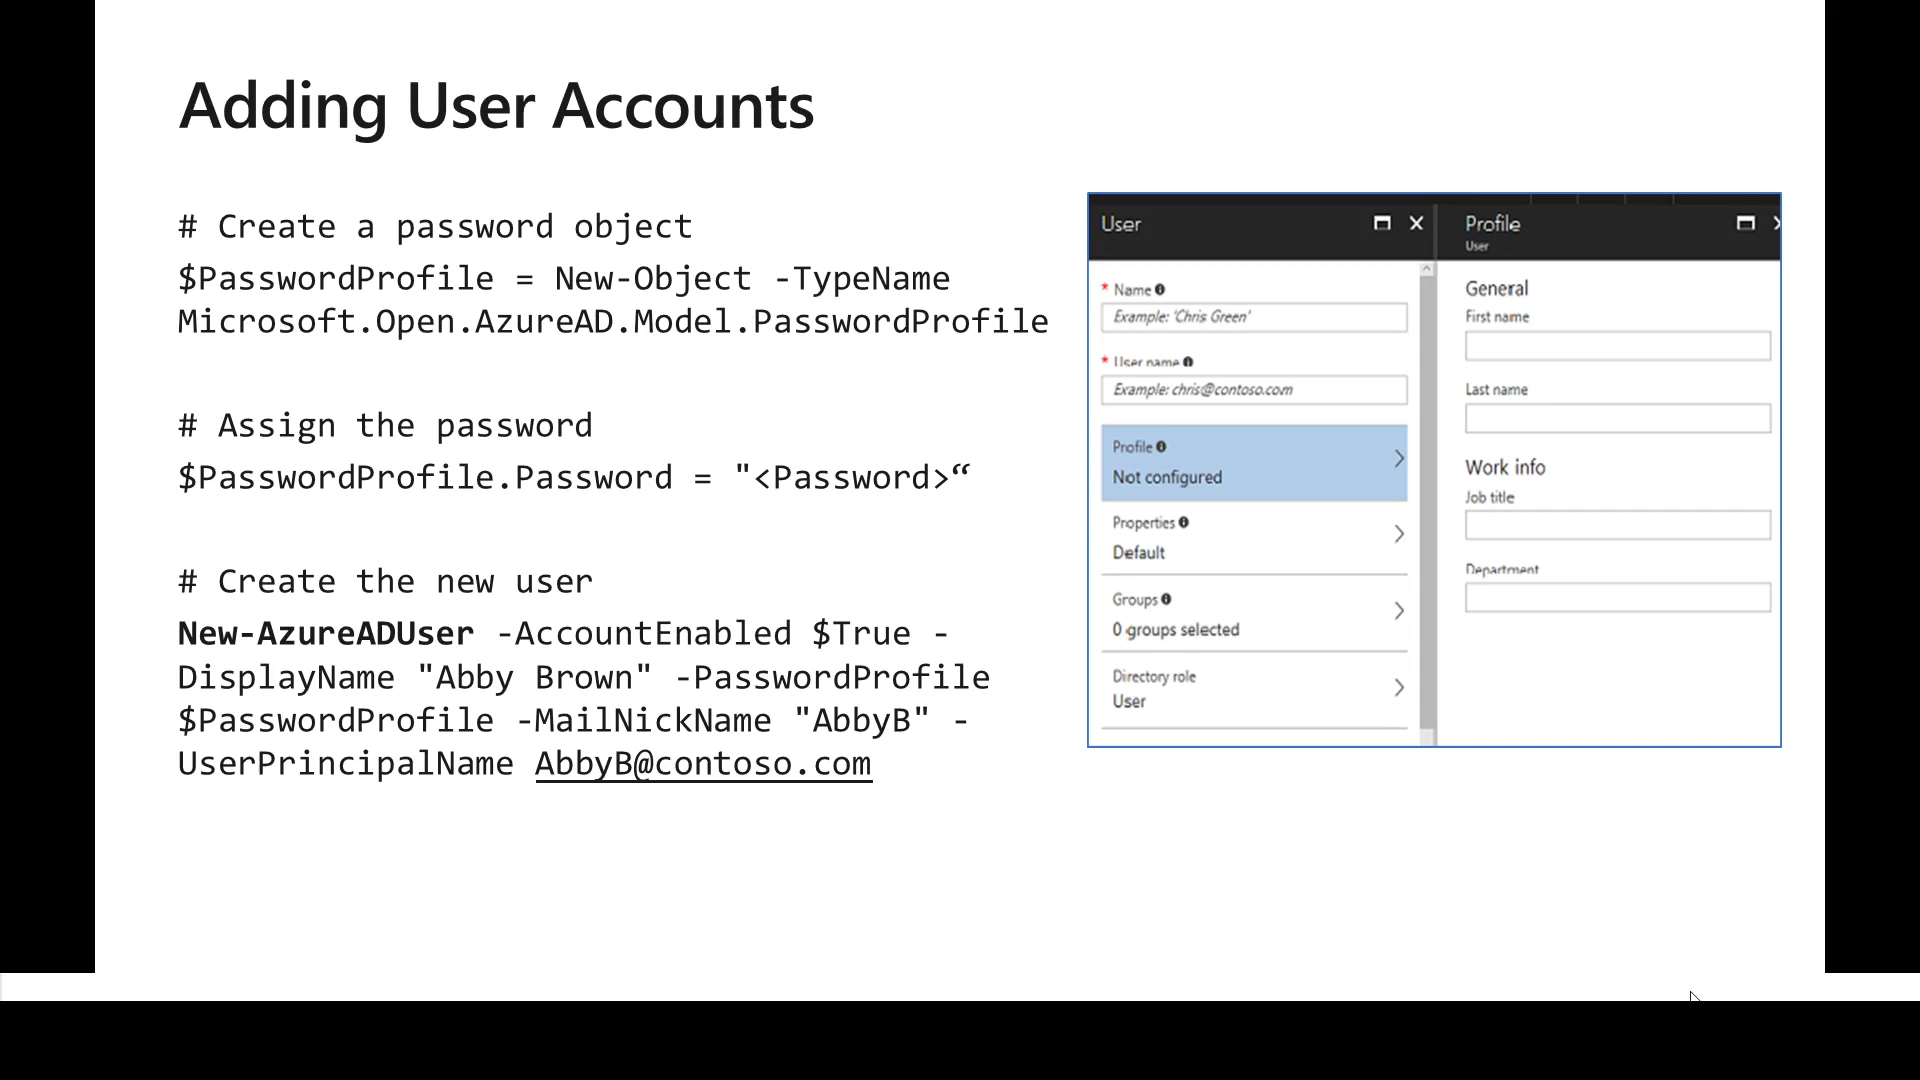 Adding User Accounts
# Create a password object
$PasswordProfile = New-Object -TypeName
Microsoft.Open.AzureAD.Model.PasswordProfile
# Assign the password
$PasswordProfile.Password = "<Password>“
# Create the new user
New-AzureADUser -AccountEnabled $True -
DisplayName "Abby Brown" -PasswordProfile
$PasswordProfile -MailNickName "AbbyB" -
UserPrincipalName AbbyB@contoso.com
User
* Name
Example: 'Chris Green'
* User name
Example: chris@contoso.com
Profile
Not configured
Properties
Default
Groups
0 groups selected
Directory role
User
Profile
User
General
First name
Last name
Work info
Job title
Department